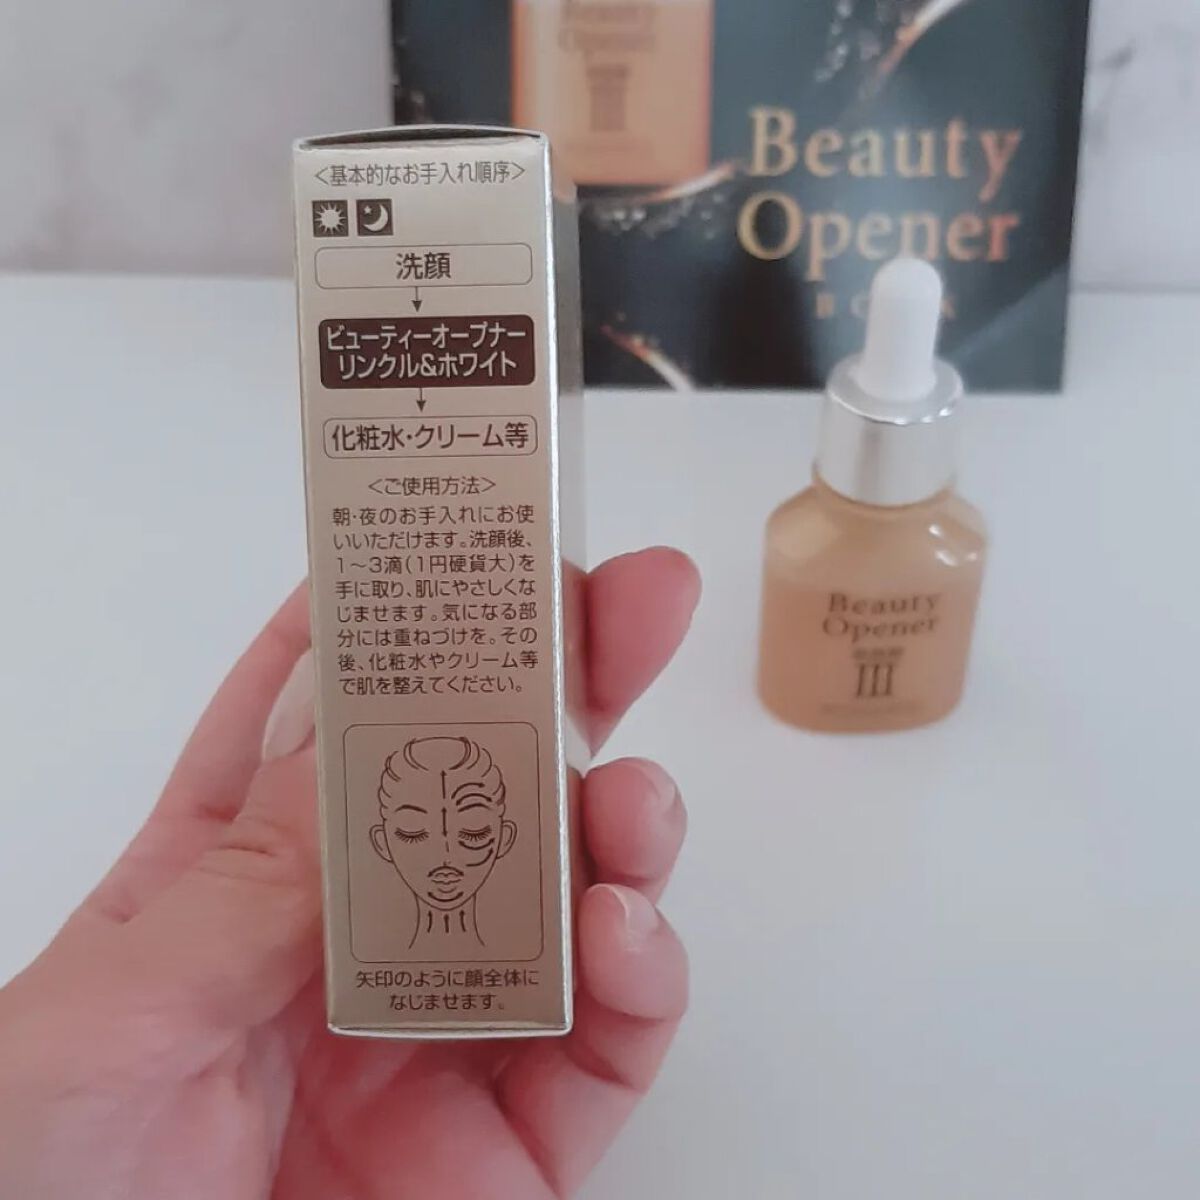 <基本的なお手入れ順序>
洗顔
ビューティーオープナー
リンクル&ホワイト
化粧水・クリーム等
<ご使用方法>
朝・夜のお手入れにお使
いいただけます。洗顔後、
1〜3滴(1円硬貨大)を
手に取り、肌にやさしくな
じませます。気になる部
分には重ねづけを。その
後、化粧水やクリーム等
で肌を整えてください。
矢印のように顔全体に
なじませます。
Beauty
Opener
III
Beauty
Opener
Beauty
Opener
III